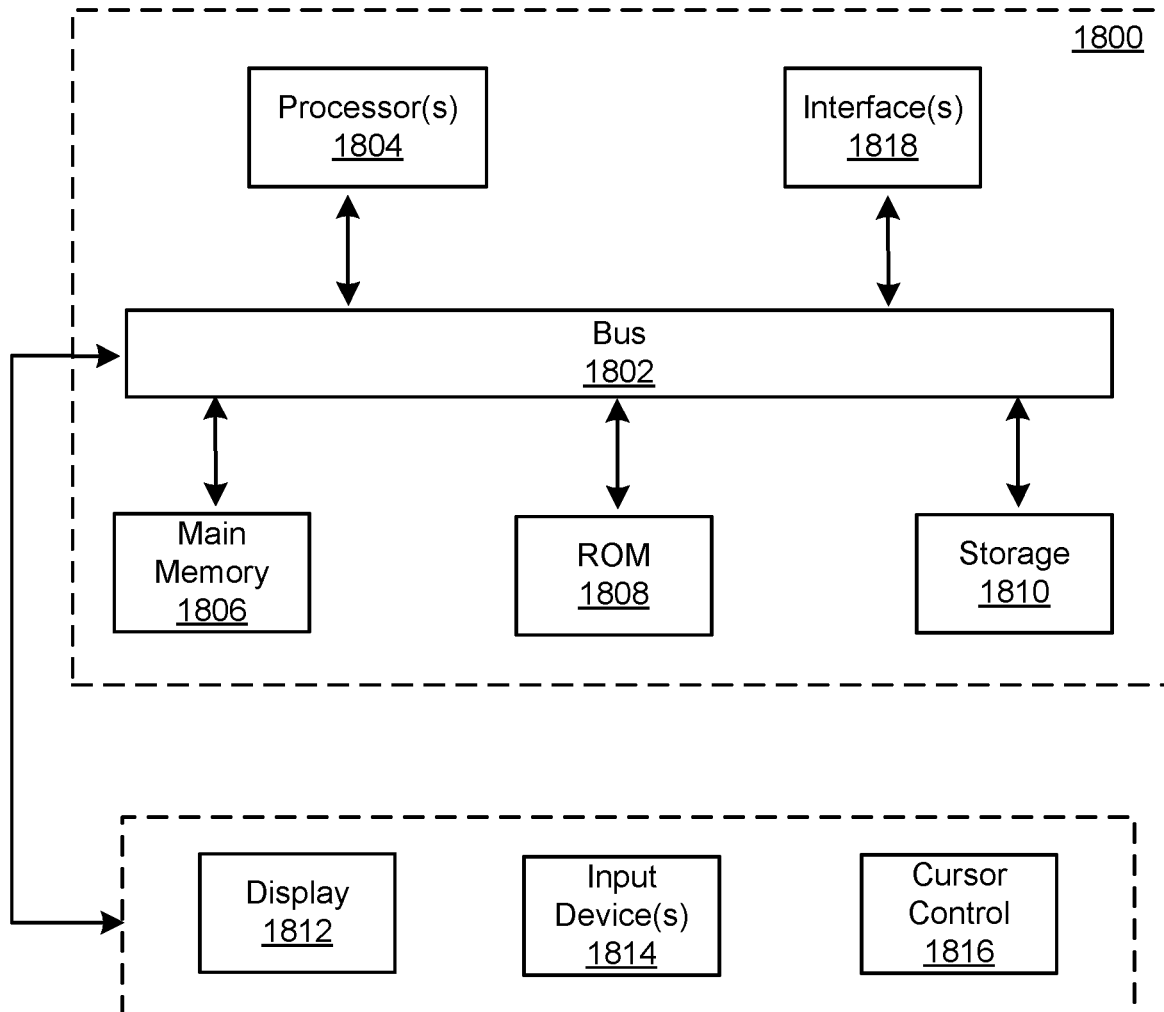 1800
Processor(s)
1804
Interface(s)
1818
Bus
1802
Main
Memory
1806
ROM
1808
Storage
1810
Display
1812
Input
Device(s)
1814
Cursor
Control
1816